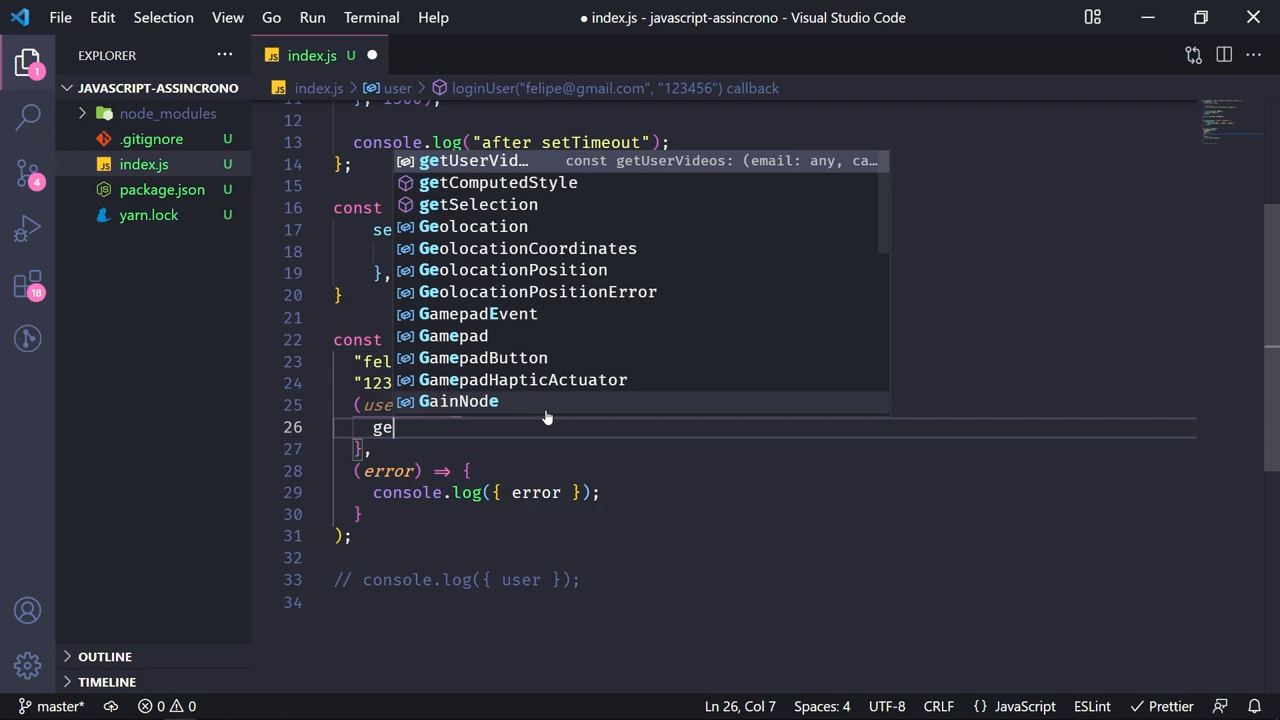 File Edit Selection View Go Run Terminal Help
● index.js - javascript-assincrono - Visual Studio Code
EXPLORER
JS index.js U
JAVASCRIPT-ASSINCRONO
JS index.js > user > loginUser("felipe@gmail.com", "123456") callback
node_modules
.gitignore U
JS index.js U
package.json U
yarn.lock U
1
4
18
12
13 console.log("after setTimeout");
14 };
15
16 const
17 se
18
19 },
20 }
21
22 const
23 "fel
24 "123
25 (use
26 ge
27 },
28 (error) => {
29 console.log({ error });
30 }
31 );
32
33 // console.log({ user });
34
getUserVid… const getUserVideos: (email: any, ca…
getComputedStyle
getSelection
Geolocation
GeolocationCoordinates
GeolocationPosition
GeolocationPositionError
GamepadEvent
Gamepad
GamepadButton
GamepadHapticActuator
GainNode
OUTLINE
TIMELINE
master* 0 0 Ln 26, Col 7 Spaces: 4 UTF-8 CRLF {} JavaScript ESLint Prettier